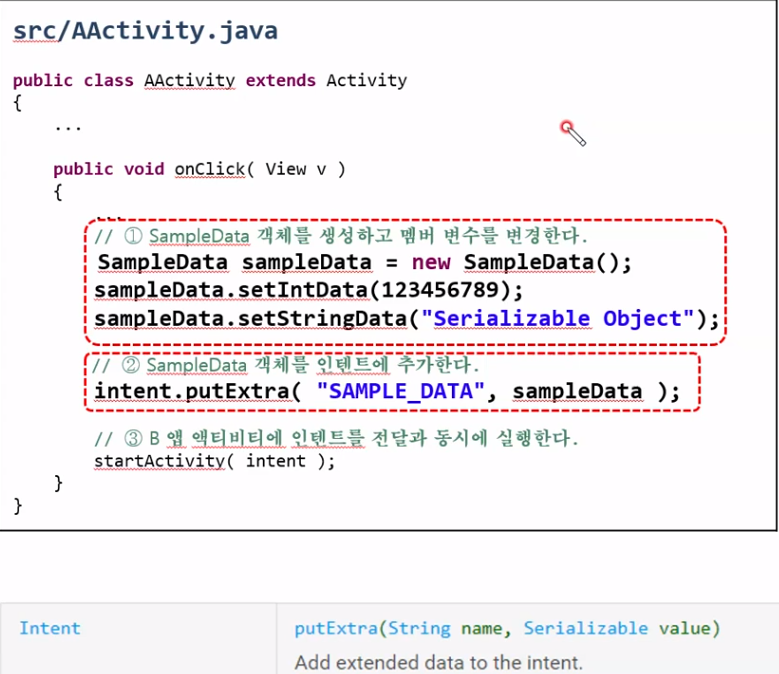 src/AActivity.java
public class AActivity extends Activity
{
...
public void onClick( View v )
{
...
// ① SampleData 객체를 생성하고 멤버 변수를 변경한다.
SampleData sampleData = new SampleData();
sampleData.setIntData(123456789);
sampleData.setStringData("Serializable Object");
// ② SampleData 객체를 인텐트에 추가한다.
intent.putExtra( "SAMPLE_DATA", sampleData );
// ③ B 앱 액티비티에 인텐트를 전달과 동시에 실행한다.
startActivity( intent );
}
}
Intent
putExtra(String name, Serializable value)
Add extended data to the intent.